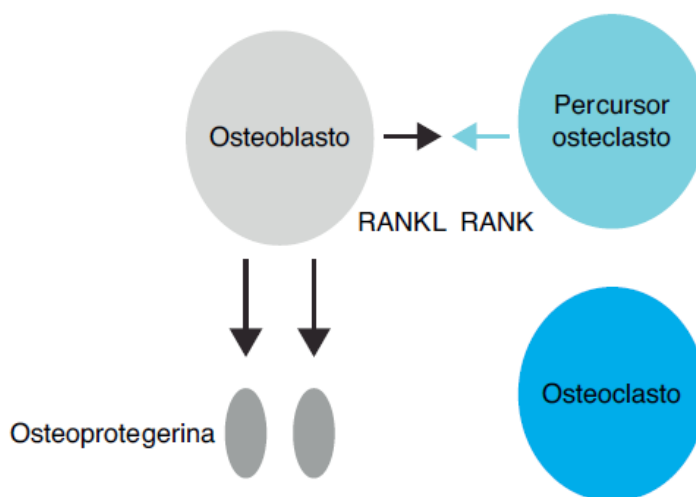 Osteoblasto
Percursor
osteclasto
RANKL RANK
Osteoclasto
Osteoprotegerina